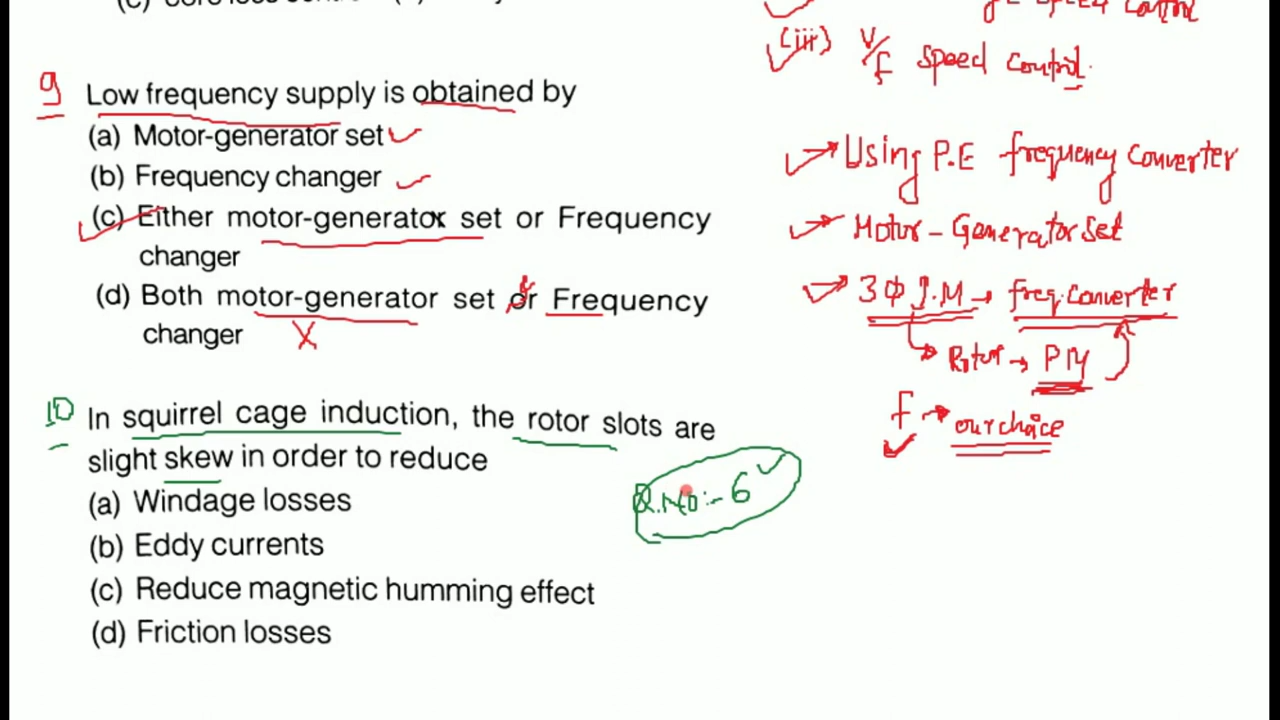 9 Low frequency supply is obtained by
(a) Motor-generator set
(b) Frequency changer
(c) Either motor-generator set or Frequency
changer
(d) Both motor-generator set or Frequency
changer X
10 In squirrel cage induction, the rotor slots are
slight skew in order to reduce
(a) Windage losses
(b) Eddy currents
(c) Reduce magnetic humming effect
(d) Friction losses
Q.No:- 6
(iii) V/f speed control.
→ Using P.E frequency converter
→ Motor - Generator set
→ 3Φ I.M → freq. converter
→ Rotor → PM
f → our choice